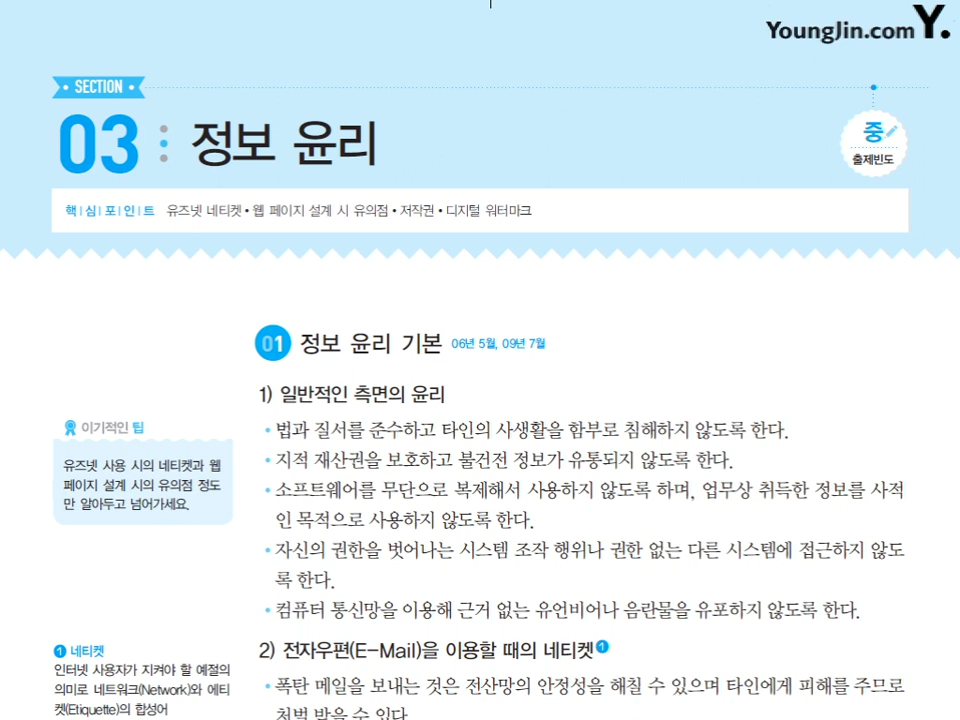 YoungJin.com Y.
SECTION
03 정보 윤리
중
출제빈도
핵심포인트 유즈넷 네티켓 • 웹 페이지 설계 시 유의점 • 저작권 • 디지털 워터마크
01 정보 윤리 기본 06년 5월, 09년 7월
1) 일반적인 측면의 윤리
• 법과 질서를 준수하고 타인의 사생활을 함부로 침해하지 않도록 한다.
• 지적 재산권을 보호하고 불건전 정보가 유통되지 않도록 한다.
• 소프트웨어를 무단으로 복제해서 사용하지 않도록 하며, 업무상 취득한 정보를 사적
인 목적으로 사용하지 않도록 한다.
• 자신의 권한을 벗어나는 시스템 조작 행위나 권한 없는 다른 시스템에 접근하지 않도
록 한다.
• 컴퓨터 통신망을 이용해 근거 없는 유언비어나 음란물을 유포하지 않도록 한다.
이기적인 팁
유즈넷 사용 시의 네티켓과 웹
페이지 설계 시의 유의점 정도
만 알아두고 넘어가세요.
2) 전자우편(E-Mail)을 이용할 때의 네티켓❶
• 폭탄 메일을 보내는 것은 전산망의 안정성을 해칠 수 있으며 타인에게 피해를 주므로
처벌 받을 수 있다.
❶ 네티켓
인터넷 사용자가 지켜야 할 예절의
의미로 네트워크(Network)와 에티
켓(Etiquette)의 합성어